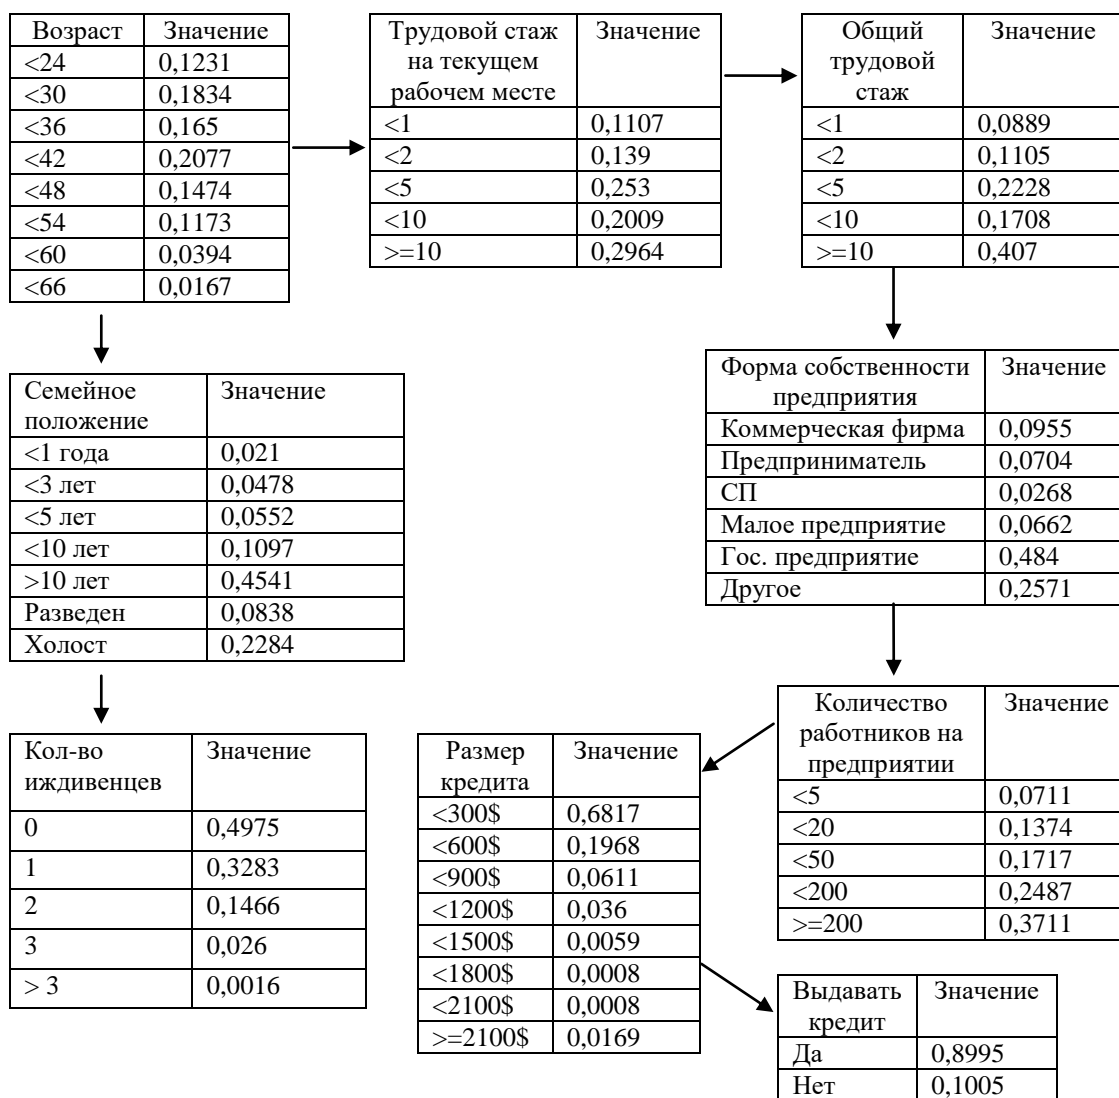 Возраст Значение
<24 0,1231
<30 0,1834
<36 0,165
<42 0,2077
<48 0,1474
<54 0,1173
<60 0,0394
<66 0,0167
Трудовой стаж Значение
на текущем
рабочем месте
<1 0,1107
<2 0,139
<5 0,253
<10 0,2009
>=10 0,2964
Общий Значение
трудовой
стаж
<1 0,0889
<2 0,1105
<5 0,2228
<10 0,1708
>=10 0,407
Семейное Значение
положение
<1 года 0,021
<3 лет 0,0478
<5 лет 0,0552
<10 лет 0,1097
>10 лет 0,4541
Разведен 0,0838
Холост 0,2284
Форма собственности Значение
предприятия
Коммерческая фирма 0,0955
Предприниматель 0,0704
СП 0,0268
Малое предприятие 0,0662
Гос. предприятие 0,484
Другое 0,2571
Кол-во Значение
иждивенцев
0 0,4975
1 0,3283
2 0,1466
3 0,026
> 3 0,0016
Размер Значение
кредита
<300$ 0,6817
<600$ 0,1968
<900$ 0,0611
<1200$ 0,036
<1500$ 0,0059
<1800$ 0,0008
<2100$ 0,0008
>=2100$ 0,0169
Количество Значение
работников на
предприятии
<5 0,0711
<20 0,1374
<50 0,1717
<200 0,2487
>=200 0,3711
Выдавать Значение
кредит
Да 0,8995
Нет 0,1005